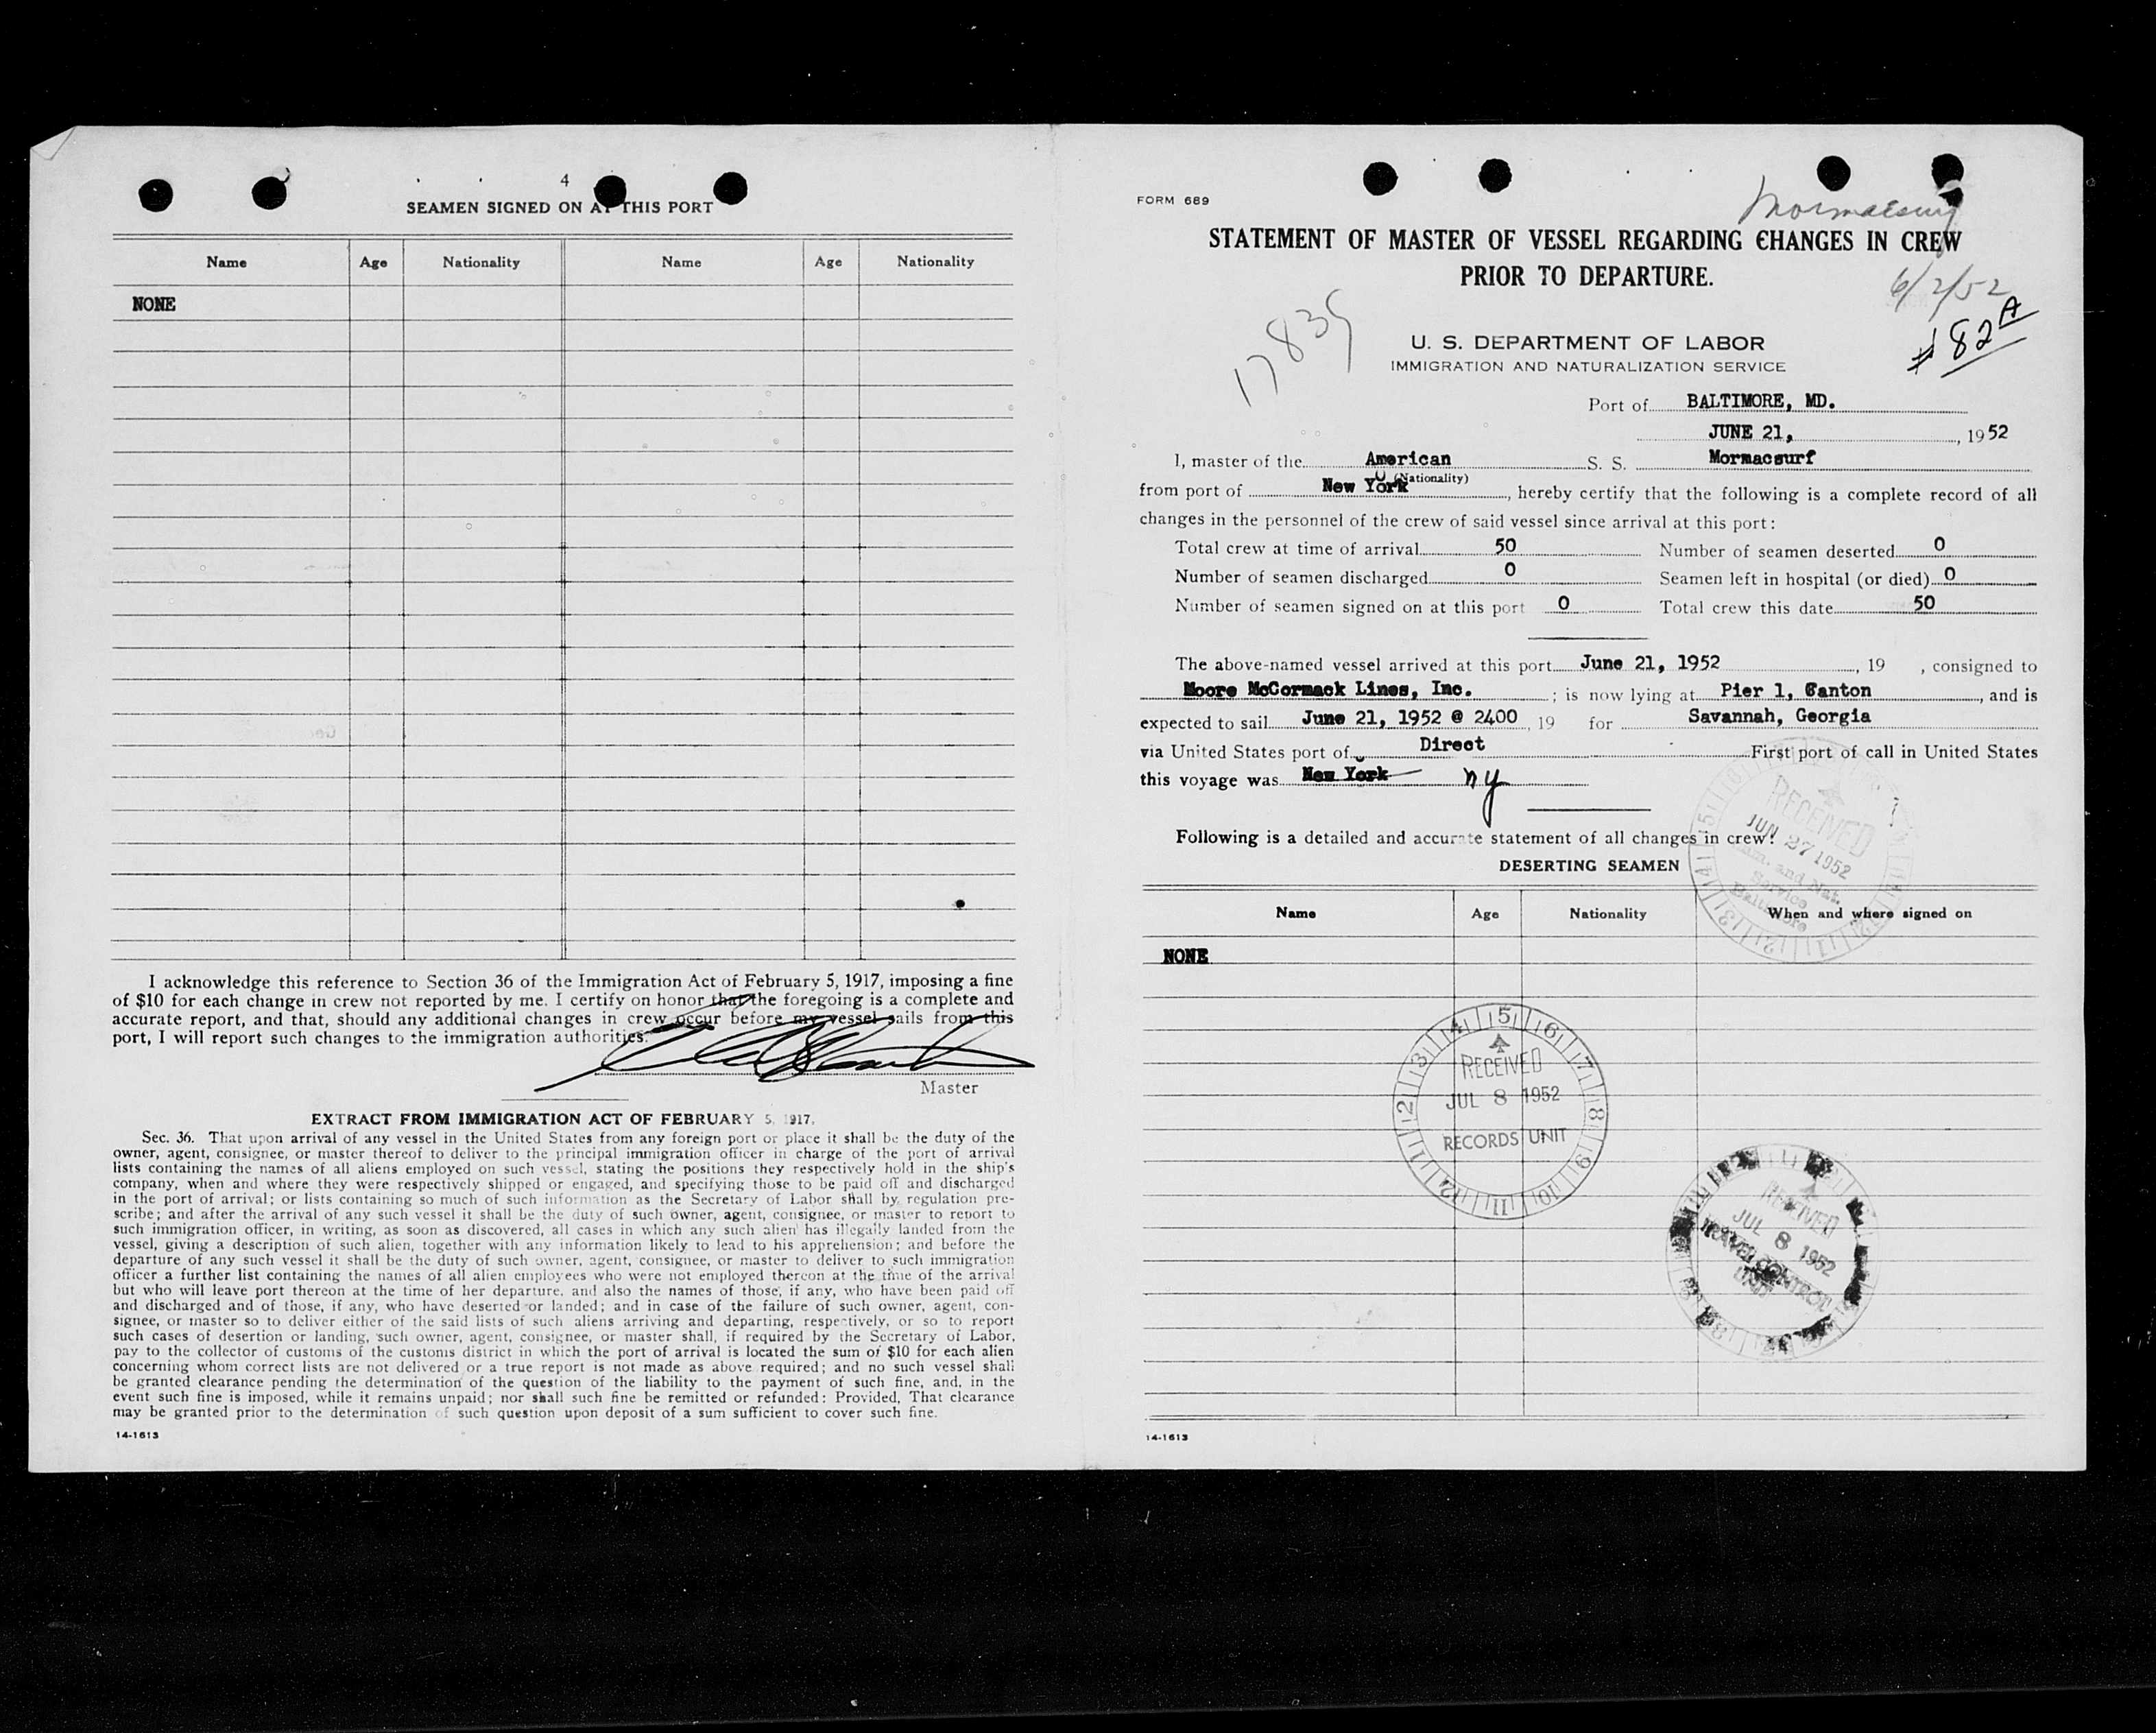 4
SEAMEN SIGNED ON AT THIS PORT
Name Age Nationality Name Age Nationality
NONE
I acknowledge this reference to Section 36 of the Immigration Act of February 5, 1917, imposing a fine
of $10 for each change in crew not reported by me. I certify on honor that the foregoing is a complete and
accurate report, and that, should any additional changes in crew occur before my vessel sails from this
port, I will report such changes to the immigration authorities.
Master
EXTRACT FROM IMMIGRATION ACT OF FEBRUARY 5, 1917.
Sec. 36. That upon arrival of any vessel in the United States from any foreign port or place it shall be the duty of the
owner, agent, consignee, or master thereof to deliver to the principal immigration officer in charge of the port of arrival
lists containing the names of all aliens employed on such vessel, stating the positions they respectively hold in the ship's
company, when and where they were respectively shipped or engaged, and specifying those to be paid off and discharged
in the port of arrival; or lists containing so much of such information as the Secretary of Labor shall by regulation pre-
scribe; and after the arrival of any such vessel it shall be the duty of such owner, agent, consignee, or master to report to
such immigration officer, in writing, as soon as discovered, all cases in which any such alien has illegally landed from the
vessel, giving a description of such alien, together with any information likely to lead to his apprehension; and before the
departure of any such vessel it shall be the duty of such owner, agent, consignee, or master to deliver to such immigration
officer a further list containing the names of all alien employees who were not employed thereon at the time of the arrival
but who will leave port thereon at the time of her departure, and also the names of those, if any, who have been paid off
and discharged and of those, if any, who have deserted or landed; and in case of the failure of such owner, agent, con-
signee, or master so to deliver either of the said lists of such aliens arriving and departing, respectively, or so to report
such cases of desertion or landing, such owner, agent, consignee, or master shall, if required by the Secretary of Labor,
pay to the collector of customs of the customs district in which the port of arrival is located the sum of $10 for each alien
concerning whom correct lists are not delivered or a true report is not made as above required; and no such vessel shall
be granted clearance pending the determination of the question of the liability to the payment of such fine, and, in the
event such fine is imposed, while it remains unpaid; nor shall such fine be remitted or refunded: Provided, That clearance
may be granted prior to the determination of such question upon deposit of a sum sufficient to cover such fine.
14-1613
FORM 689
Mormacsurf
STATEMENT OF MASTER OF VESSEL REGARDING CHANGES IN CREW
PRIOR TO DEPARTURE.
6/2/52
#82A
17839
U. S. DEPARTMENT OF LABOR
IMMIGRATION AND NATURALIZATION SERVICE
Port of BALTIMORE, MD.
JUNE 21, , 1952
I, master of the American S. S. Mormacsurf
(Nationality)
from port of New York , hereby certify that the following is a complete record of all
changes in the personnel of the crew of said vessel since arrival at this port:
Total crew at time of arrival 50 Number of seamen deserted 0
Number of seamen discharged 0 Seamen left in hospital (or died) 0
Number of seamen signed on at this port 0 Total crew this date 50
The above-named vessel arrived at this port June 21, 1952 , 19 , consigned to
Moore McCormack Lines, Inc. ; is now lying at Pier 1, Canton , and is
expected to sail June 21, 1952 @ 2400 , 19 for Savannah, Georgia
via United States port of Direct First port of call in United States
this voyage was New York ny
Following is a detailed and accurate statement of all changes in crew:
DESERTING SEAMEN
RECEIVED
JUN 27 1952
Imm. and Nat.
Service
Baltimore
Name Age Nationality When and where signed on
NONE
RECEIVED
JUL 8 1952
RECORDS UNIT
RECEIVED
JUL 8 1952
TRAVEL CONTROL
UNIT
14-1613